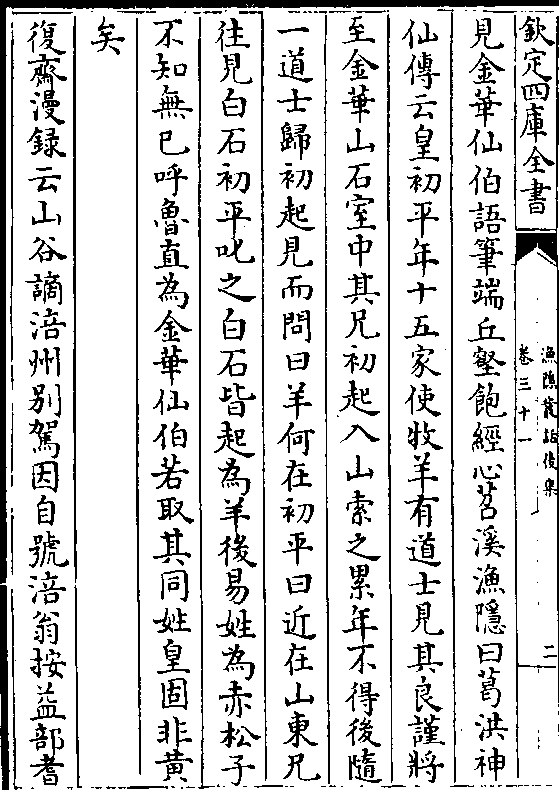 欽定四庫全書
漁隱叢話後集
卷三十一
二
見金華仙伯語筆端丘壑飽經心苕溪漁隱曰葛洪神
仙傳云皇初平年十五家使牧羊有道士見其良謹將
至金華山石室中其兄初起入山索之累年不得後隨
一道士歸初起見而問曰羊何在初平曰近在山東兄
往見白石初平叱之白石皆起為羊後易姓為赤松子
不知無已呼魯直為金華仙伯若取其同姓皇固非黄
矣
復齋漫録云山谷謫涪州别駕因自號涪翁按益部耆